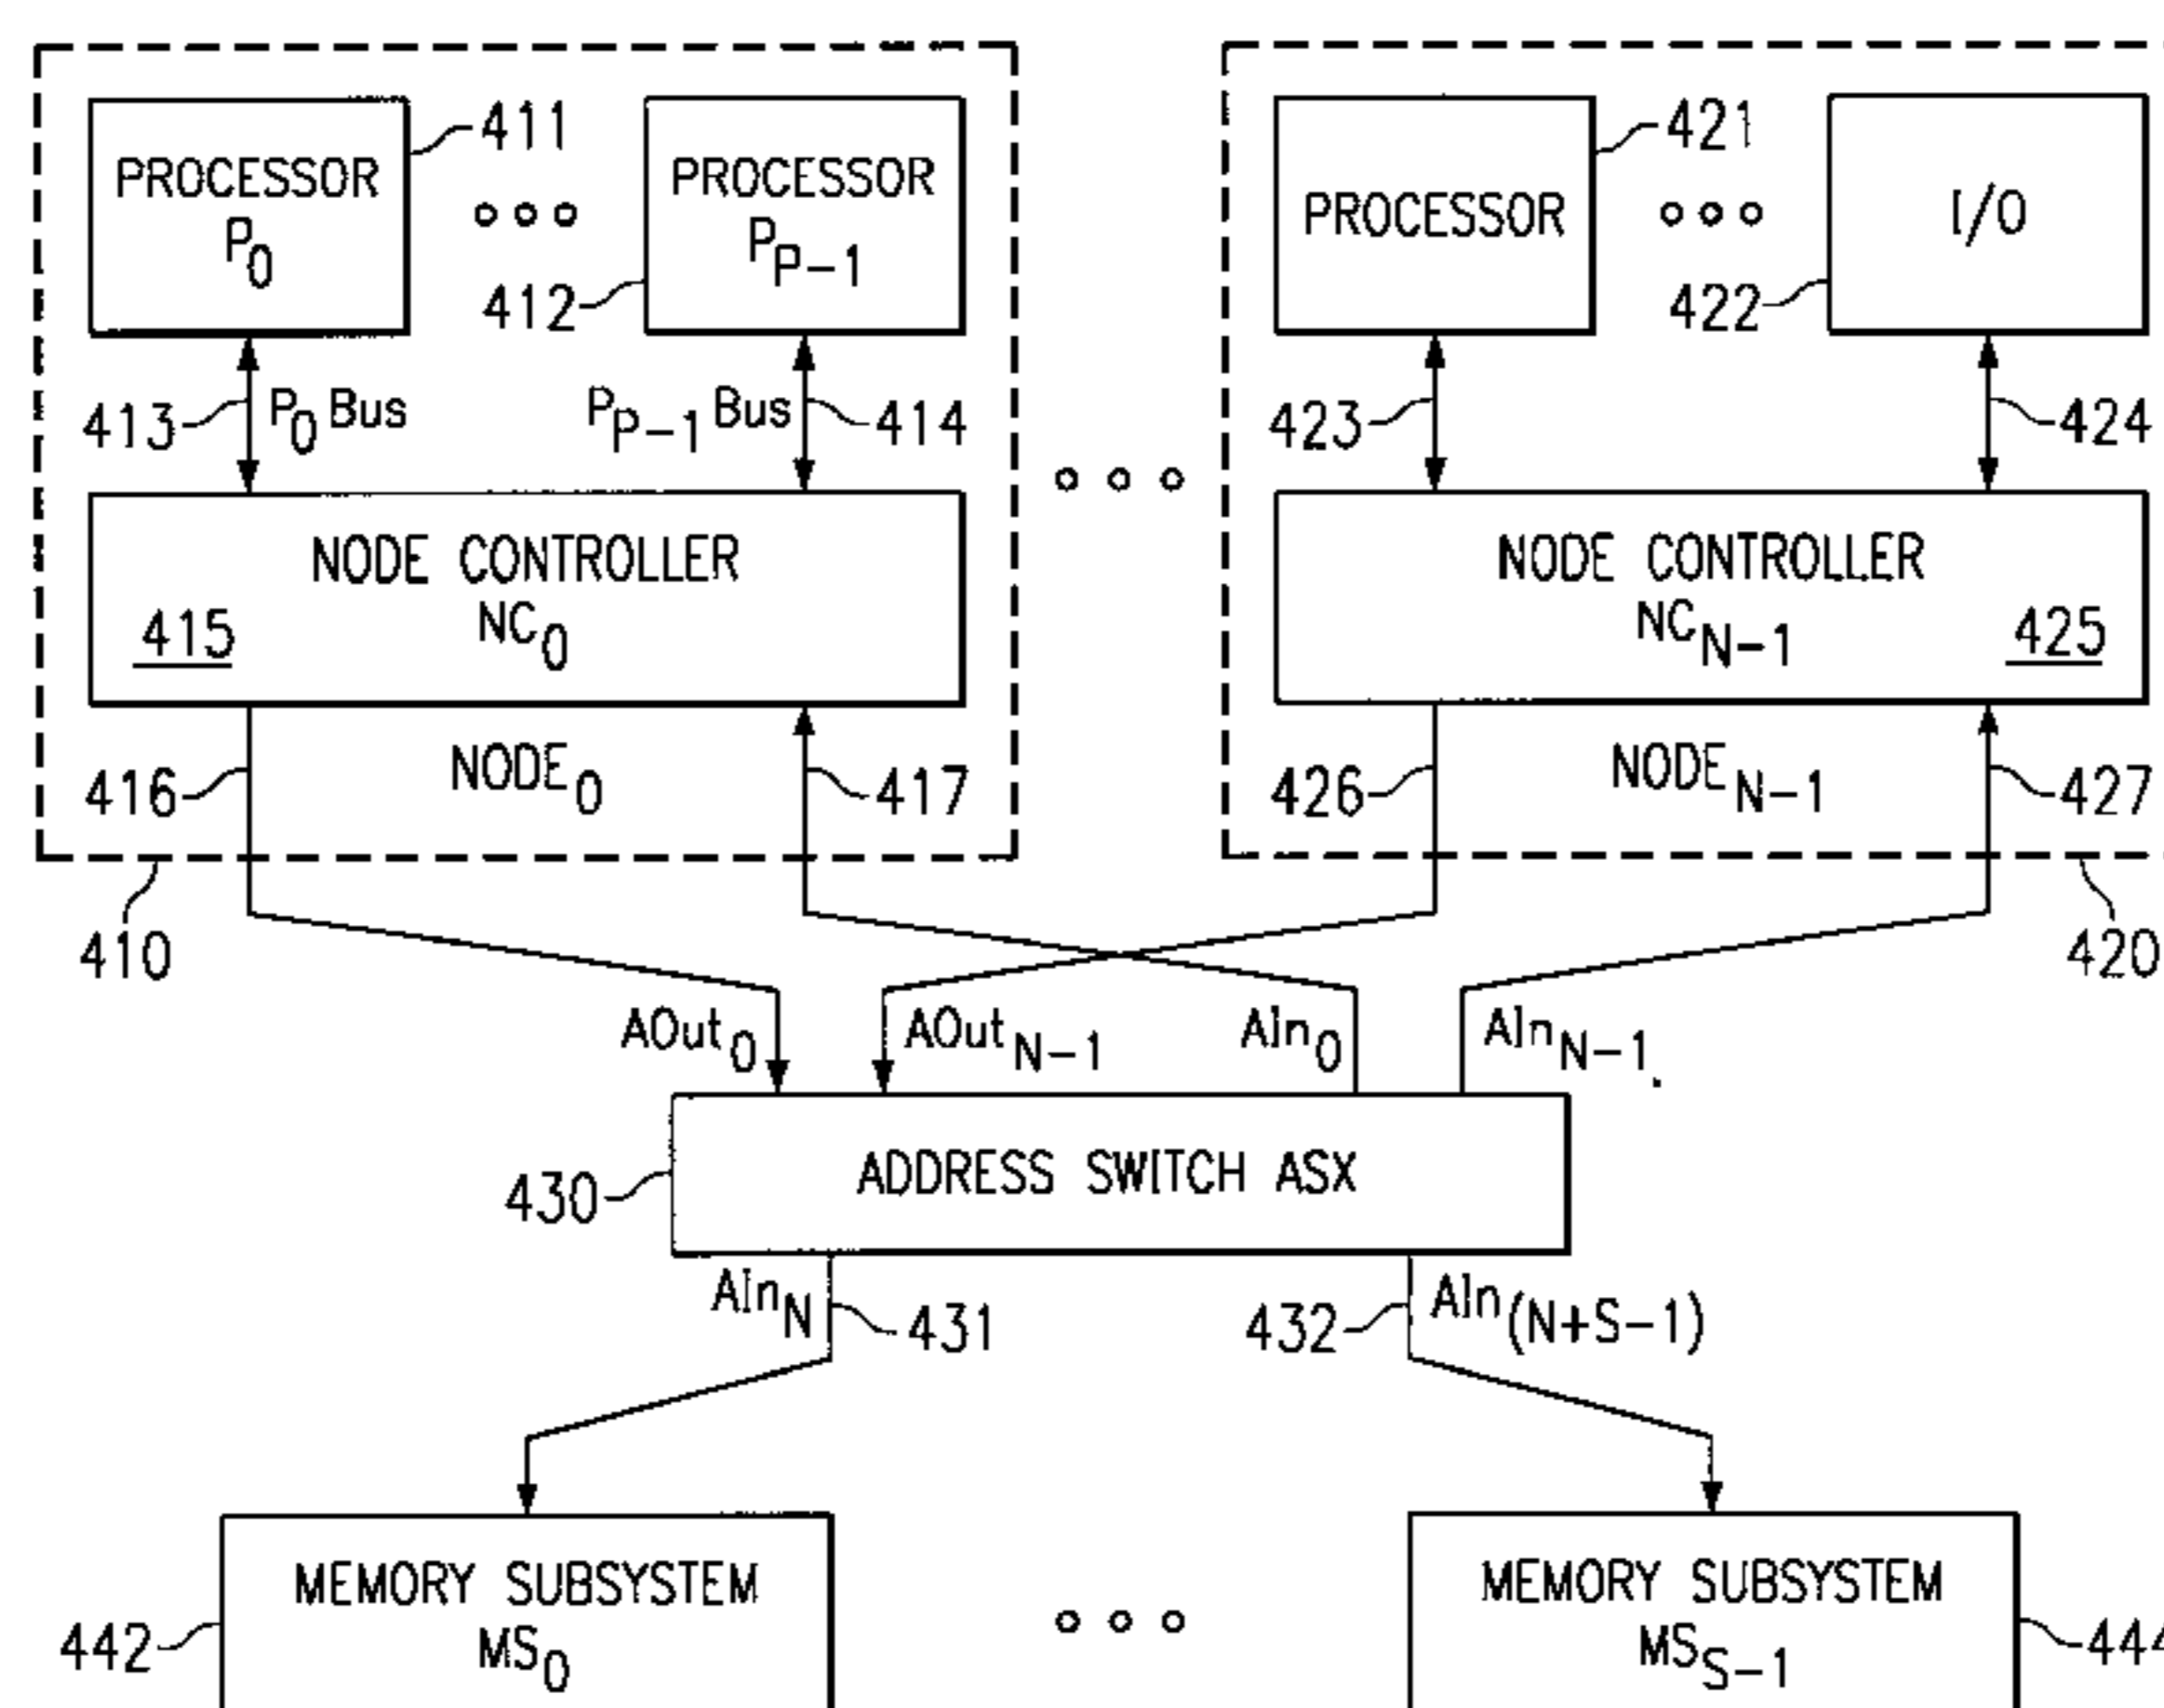 PROCESSOR P0
411
412
PROCESSOR PP-1
PROCESSOR
421
422
I/O
413
P0 Bus
PP-1 Bus
414
423
424
NODE CONTROLLER
NC0
415
NODE CONTROLLER
NCN-1
425
416
NODE0
417
426
NODEN-1
427
410
420
AOut0
AOutN-1
AIn0
AInN-1
430
ADDRESS SWITCH ASX
AInN
431
432
AIn(N+S-1)
442
MEMORY SUBSYSTEM
MS0
MEMORY SUBSYSTEM
MSS-1
444